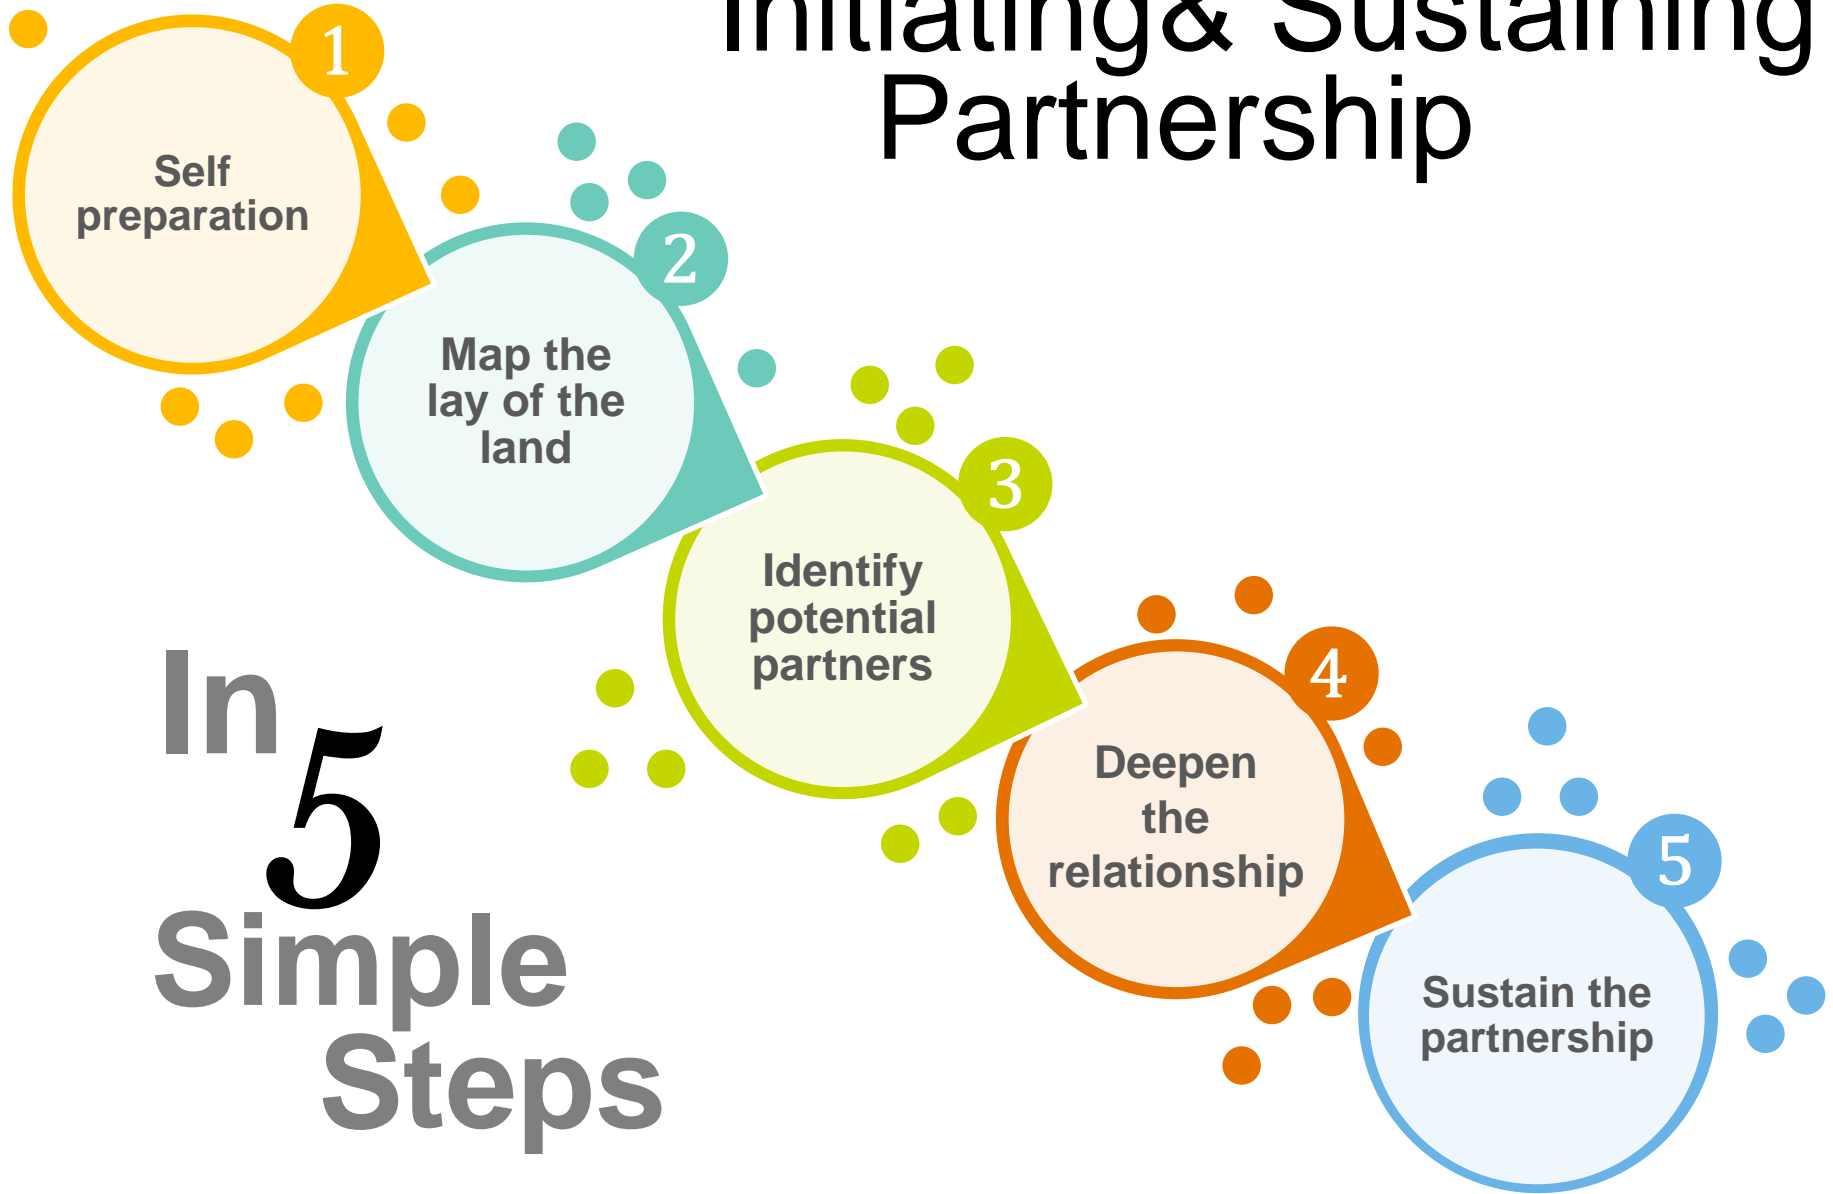 Initiating& Sustaining
Partnership
1
Self
preparation
2
Map the
lay of the
land
3
Identify
potential
partners
4
Deepen
the
relationship
5
Sustain the
partnership
In
5
Simple
Steps